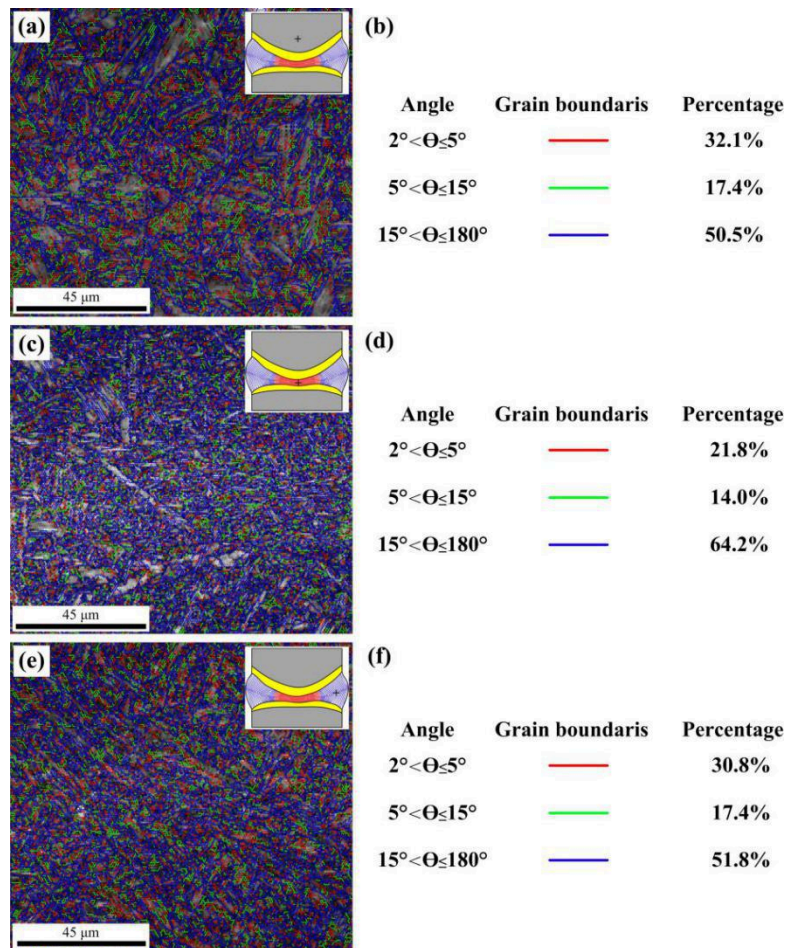 (a)
(b)
Angle Grain boundaris Percentage
2°<Θ≤5° 32.1%
5°<Θ≤15° 17.4%
15°<Θ≤180° 50.5%
45 μm
(c)
(d)
Angle Grain boundaris Percentage
2°<Θ≤5° 21.8%
5°<Θ≤15° 14.0%
15°<Θ≤180° 64.2%
45 μm
(e)
(f)
Angle Grain boundaris Percentage
2°<Θ≤5° 30.8%
5°<Θ≤15° 17.4%
15°<Θ≤180° 51.8%
45 μm